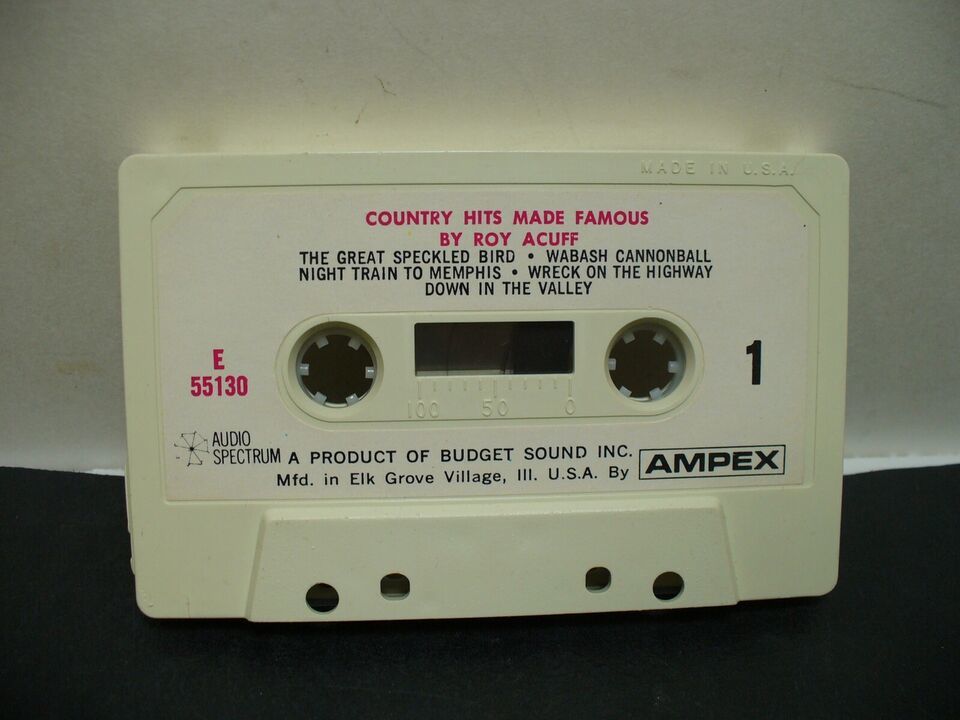 MADE IN U.S.A.
COUNTRY HITS MADE FAMOUS
BY ROY ACUFF
THE GREAT SPECKLED BIRD • WABASH CANNONBALL
NIGHT TRAIN TO MEMPHIS • WRECK ON THE HIGHWAY
DOWN IN THE VALLEY
E
55130
1
100 50 0
AUDIO
SPECTRUM
A PRODUCT OF BUDGET SOUND INC.
Mfd. in Elk Grove Village, Ill. U.S.A. By
AMPEX